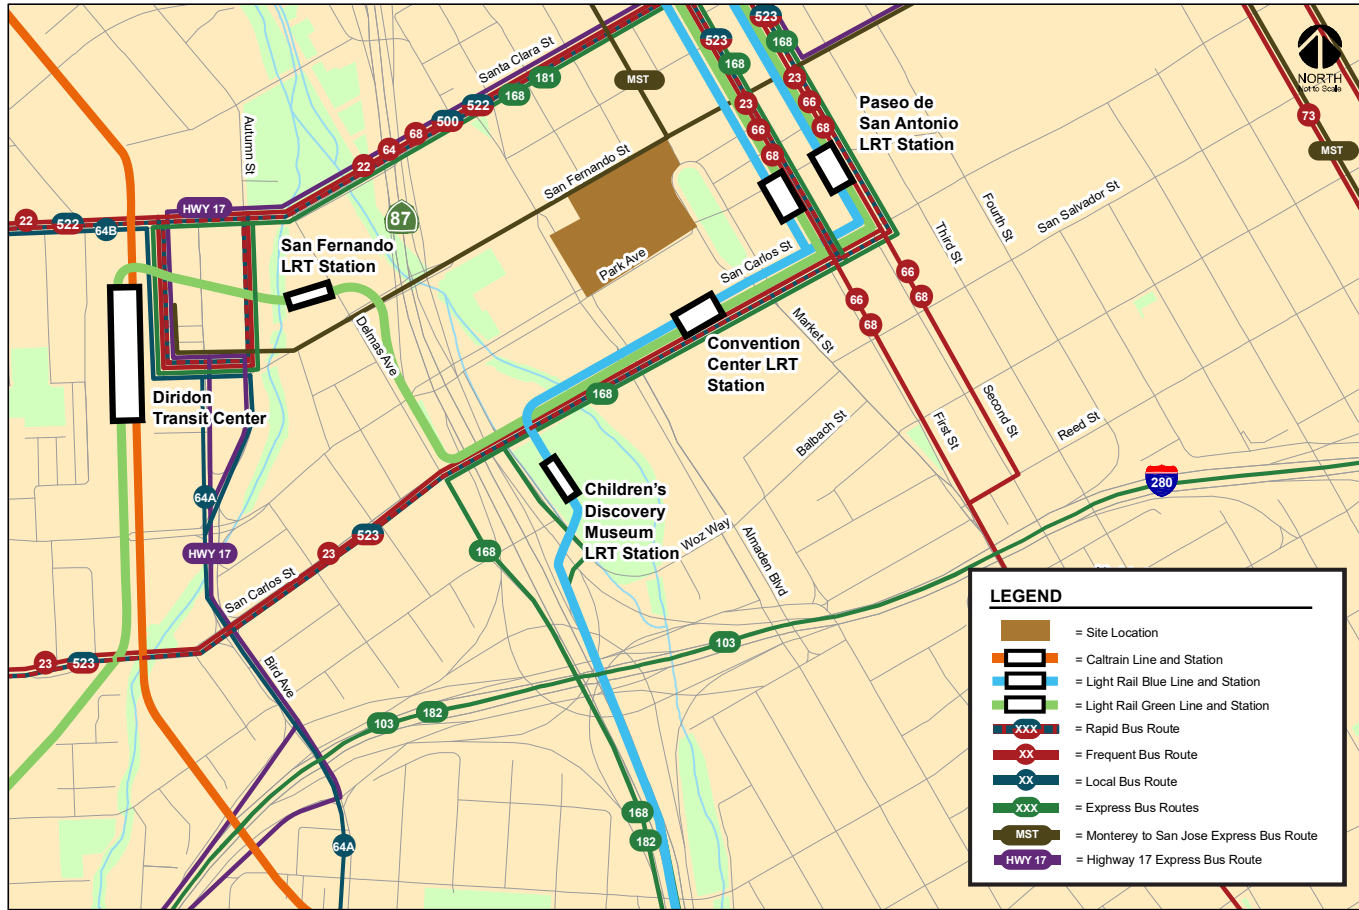 523
523
168
168
NORTH
Not to Scale
Santa Clara St
181
MST
23
73
168
522
23
66
Paseo de
San Antonio
LRT Station
500
68
66
68
MST
64
68
22
Autumn St
San Fernando St
HWY 17
22
522
64B
87
San Fernando
LRT Station
Park Ave
San Carlos St
Third St
Fourth St
San Salvador St
66
68
66
68
Delmas Ave
Market St
Convention
Center LRT
Station
Diridon
Transit Center
168
Balbach St
First St
Second St
Reed St
280
Children's
Discovery
Museum
LRT Station
64A
HWY 17
23
523
168
Woz Way
Almaden Blvd
San Carlos St
23
523
Bird Ave
103
103
182
168
182
64A
LEGEND
= Site Location
= Caltrain Line and Station
= Light Rail Blue Line and Station
= Light Rail Green Line and Station
XXX = Rapid Bus Route
XX = Frequent Bus Route
XX = Local Bus Route
XXX = Express Bus Routes
MST = Monterey to San Jose Express Bus Route
HWY 17 = Highway 17 Express Bus Route